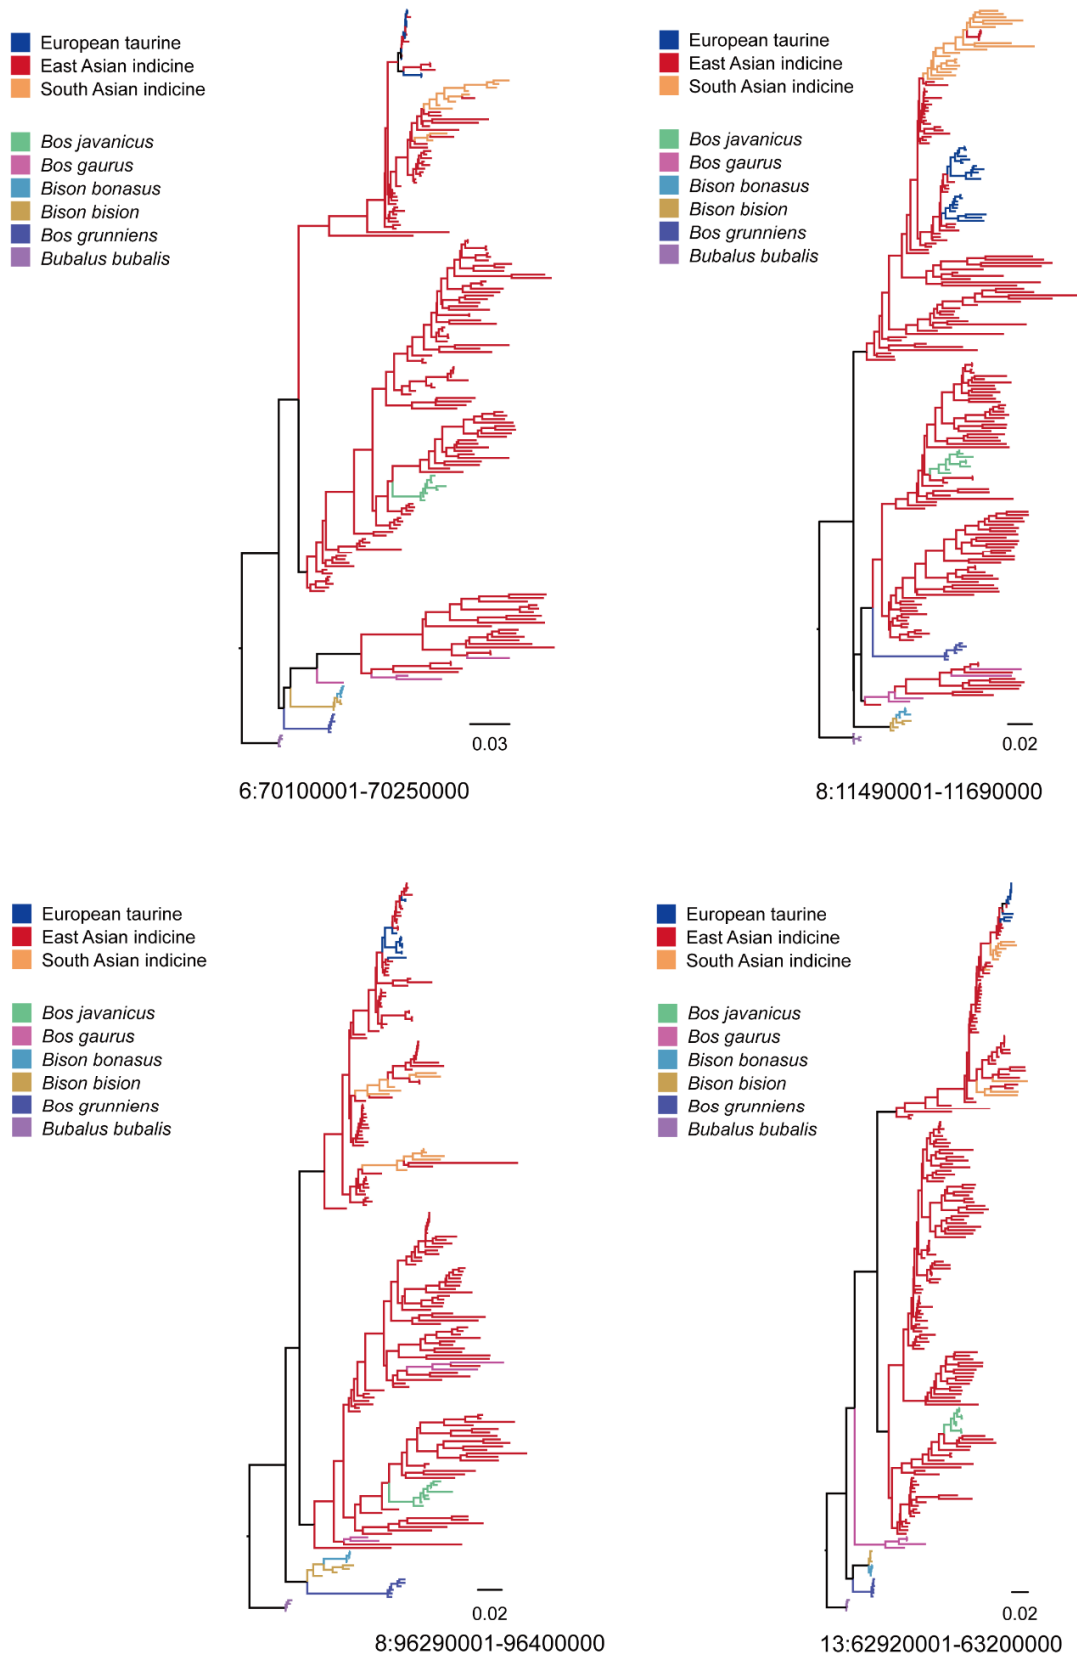 European taurine
East Asian indicine
South Asian indicine
Bos javanicus
Bos gaurus
Bison bonasus
Bison bision
Bos grunniens
Bubalus bubalis
0.03
6:70100001-70250000
European taurine
East Asian indicine
South Asian indicine
Bos javanicus
Bos gaurus
Bison bonasus
Bison bision
Bos grunniens
Bubalus bubalis
0.02
8:11490001-11690000
European taurine
East Asian indicine
South Asian indicine
Bos javanicus
Bos gaurus
Bison bonasus
Bison bision
Bos grunniens
Bubalus bubalis
0.02
8:96290001-96400000
European taurine
East Asian indicine
South Asian indicine
Bos javanicus
Bos gaurus
Bison bonasus
Bison bision
Bos grunniens
Bubalus bubalis
0.02
13:62920001-63200000